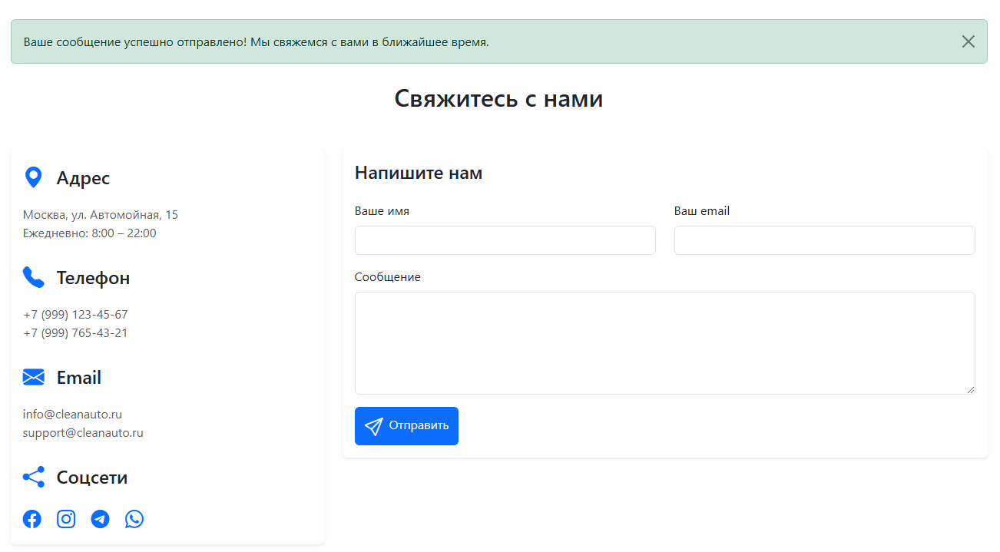 Ваше сообщение успешно отправлено! Мы свяжемся с вами в ближайшее время.
Свяжитесь с нами
Адрес
Москва, ул. Автомойная, 15
Ежедневно: 8:00 – 22:00
Телефон
+7 (999) 123-45-67
+7 (999) 765-43-21
Email
info@cleanauto.ru
support@cleanauto.ru
Соцсети
Напишите нам
Ваше имя
Ваш email
Сообщение
Отправить